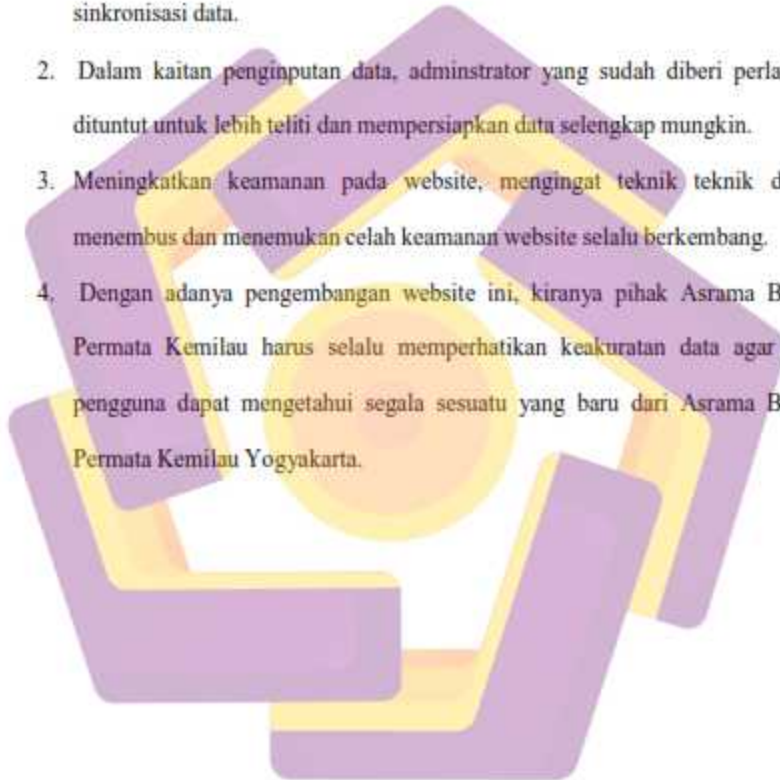 sinkronisasi data.
2. Dalam kaitan penginputan data, adminstrator yang sudah diberi perla
dituntut untuk lebih teliti dan mempersiapkan data selengkap mungkin.
3. Meningkatkan keamanan pada website, mengingat teknik teknik d
menembus dan menemukan celah keamanan website selalu berkembang.
4. Dengan adanya pengembangan website ini, kiranya pihak Asrama B
Permata Kemilau harus selalu memperhatikan keakuratan data agar
pengguna dapat mengetahui segala sesuatu yang baru dari Asrama B
Permata Kemilau Yogyakarta.